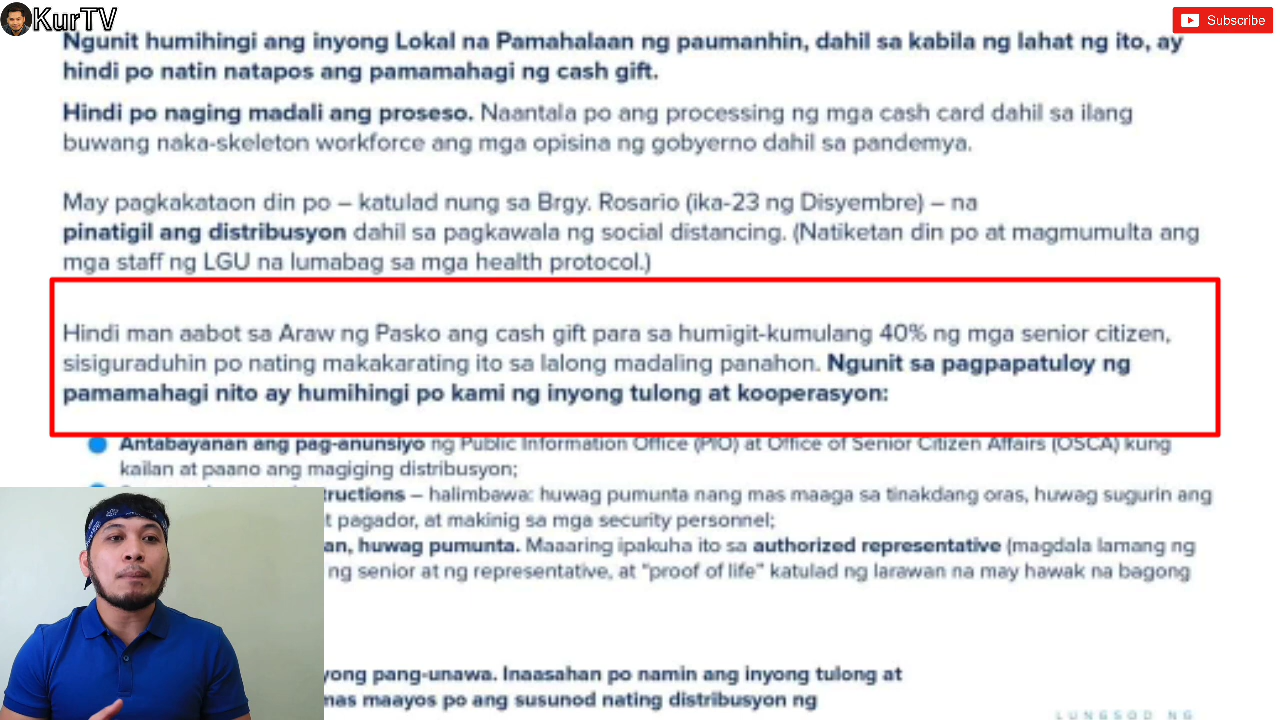 KurTV
Subscribe
Ngunit humihingi ang inyong Lokal na Pamahalaan ng paumanhin, dahil sa kabila ng lahat ng ito, ay
hindi po natin natapos ang pamamahagi ng cash gift.
Hindi po naging madali ang proseso. Naantala po ang processing ng mga cash card dahil sa ilang
buwang naka-skeleton workforce ang mga opisina ng gobyerno dahil sa pandemya.
May pagkakataon din po – katulad nung sa Brgy. Rosario (ika-23 ng Disyembre) – na
pinatigil ang distribusyon dahil sa pagkawala ng social distancing. (Natiketan din po at magmumulta ang
mga staff ng LGU na lumabag sa mga health protocol.)
Hindi man aabot sa Araw ng Pasko ang cash gift para sa humigit-kumulang 40% ng mga senior citizen,
sisiguraduhin po nating makakarating ito sa lalong madaling panahon. Ngunit sa pagpapatuloy ng
pamamahagi nito ay humihingi po kami ng inyong tulong at kooperasyon:
Antabayanan ang pag-anunsiyo ng Public Information Office (PIO) at Office of Senior Citizen Affairs (OSCA) kung
kailan at paano ang magiging distribusyon;
– halimbawa: huwag pumunta nang mas maaga sa tinakdang oras, huwag sugurin ang
pagador, at makinig sa mga security personnel;
huwag pumunta. Maaaring ipakuha ito sa authorized representative (magdala lamang ng
ng senior at ng representative, at "proof of life" katulad ng larawan na may hawak na bagong
pang-unawa. Inaasahan po namin ang inyong tulong at
mas maayos po ang susunod nating distribusyon ng
LUNGSOD NG